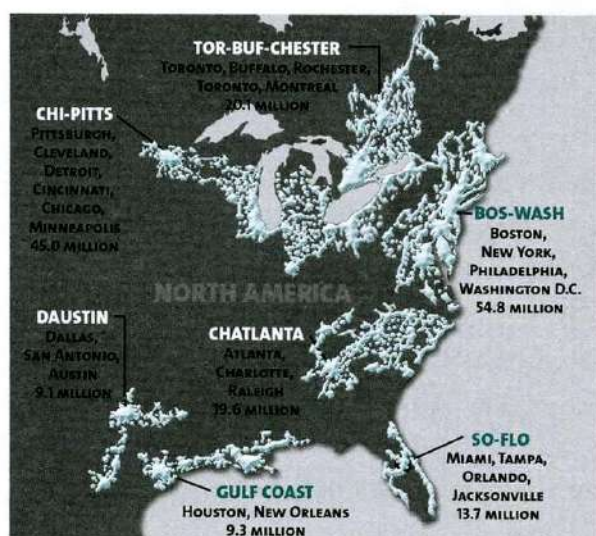 TOR-BUF-CHESTER
TORONTO, BUFFALO, ROCHESTER,
TORONTO, MONTREAL
20.1 MILLION
CHI-PITTS
PITTSBURGH,
CLEVELAND,
DETROIT,
CINCINNATI,
CHICAGO,
MINNEAPOLIS
45.0 MILLION
BOS-WASH
BOSTON,
NEW YORK,
PHILADELPHIA,
WASHINGTON D.C.
54.8 MILLION
NORTH AMERICA
DAUSTIN
DALLAS,
SAN ANTONIO,
AUSTIN
9.1 MILLION
CHATLANTA
ATLANTA,
CHARLOTTE,
RALEIGH
19.6 MILLION
GULF COAST
HOUSTON, NEW ORLEANS
9.3 MILLION
SO-FLO
MIAMI, TAMPA,
ORLANDO,
JACKSONVILLE
13.7 MILLION